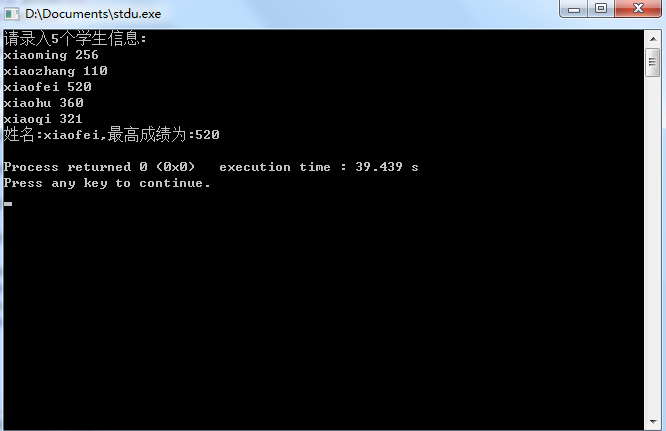 D:\Documents\stdu.exe
请录入5个学生信息:
xiaoming 256
xiaozhang 110
xiaofei 520
xiaohu 360
xiaoqi 321
姓名:xiaofei,最高成绩为:520
Process returned 0 (0x0)   execution time : 39.439 s
Press any key to continue.